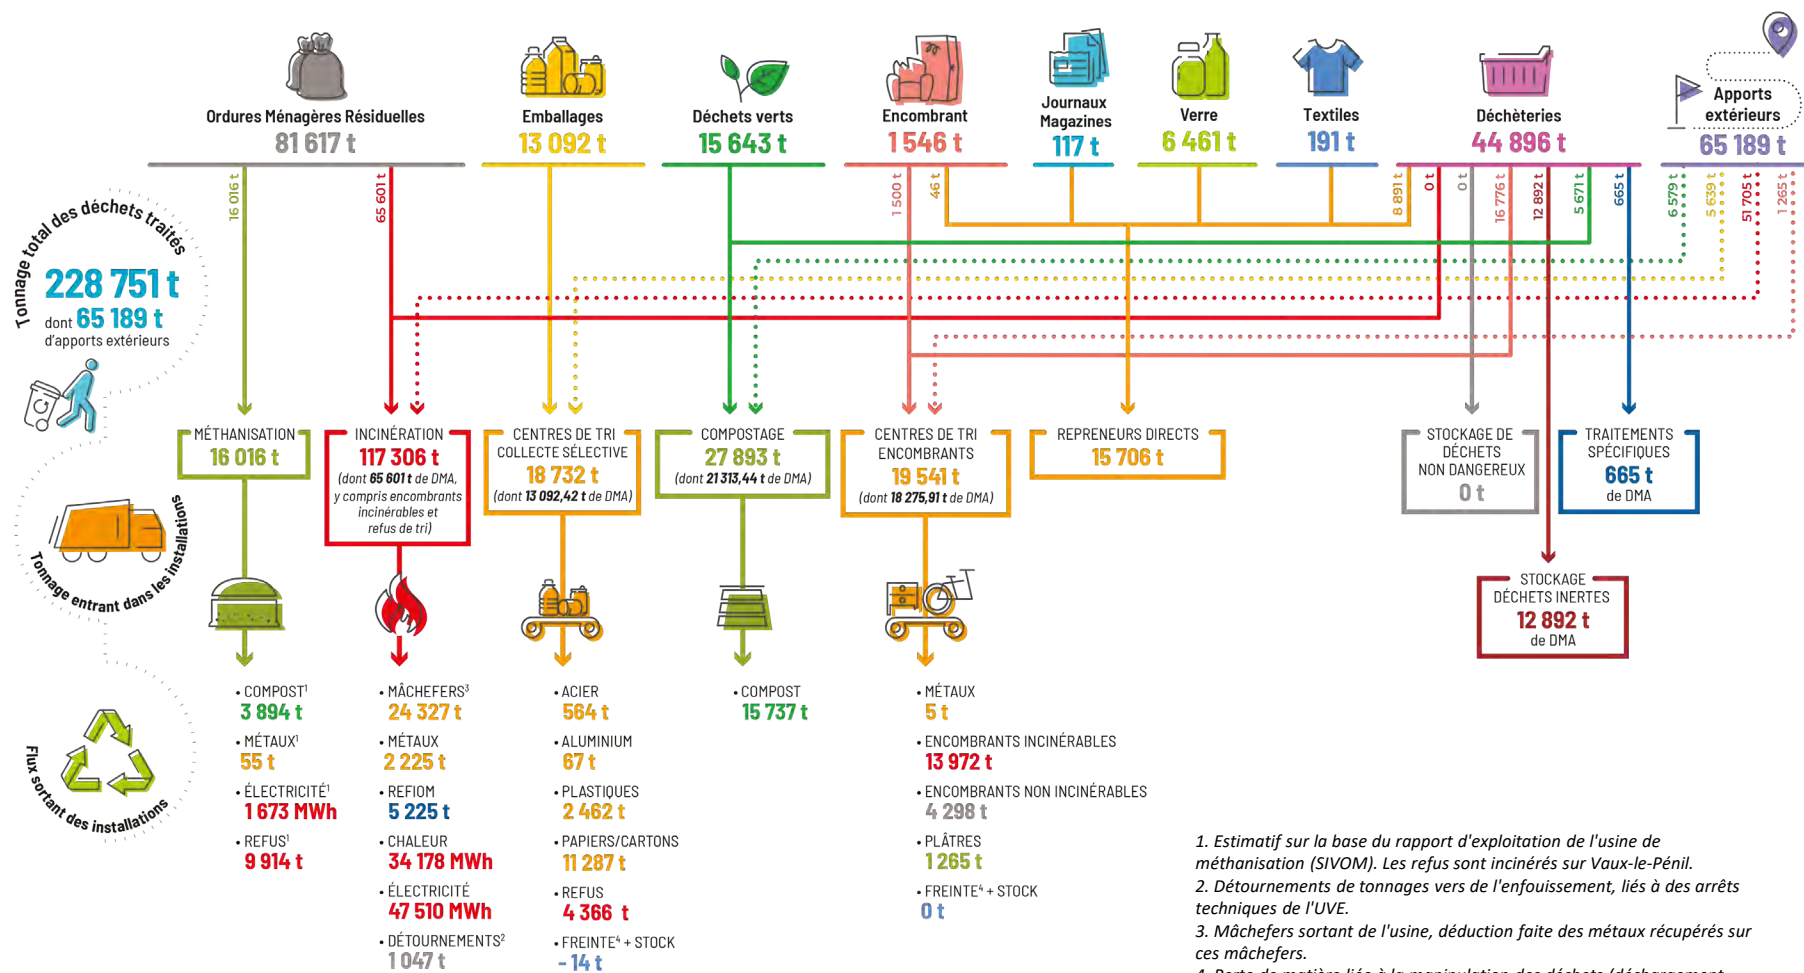 Ordures Ménagères Résiduelles
81 617 t
Emballages
13 092 t
Déchets verts
15 643 t
Encombrant
1 546 t
Journaux
Magazines
117 t
Verre
6 461 t
Textiles
191 t
Déchèteries
44 896 t
Apports
extérieurs
65 189 t
16 016 t
65 601 t
1 500 t
46 t
8 891 t
0 t
0 t
16 776 t
12 892 t
5 671 t
665 t
6 579 t
5 639 t
51 705 t
1 265 t
Tonnage total des déchets traités
228 751 t
dont 65 189 t
d'apports extérieurs
Tonnage entrant dans les installations
MÉTHANISATION
16 016 t
INCINÉRATION
117 306 t
(dont 65 601 t de DMA,
y compris encombrants
incinérables et
refus de tri)
CENTRES DE TRI
COLLECTE SÉLECTIVE
18 732 t
(dont 13 092,42 t de DMA)
COMPOSTAGE
27 893 t
(dont 21 313,44 t de DMA)
CENTRES DE TRI
ENCOMBRANTS
19 541 t
(dont 18 275,91 t de DMA)
REPRENEURS DIRECTS
15 706 t
STOCKAGE DE
DÉCHETS
NON DANGEREUX
0 t
TRAITEMENTS
SPÉCIFIQUES
665 t
de DMA
STOCKAGE
DÉCHETS INERTES
12 892 t
de DMA
Flux sortant des installations
• COMPOST¹
3 894 t
• MÉTAUX¹
55 t
• ÉLECTRICITÉ¹
1 673 MWh
• REFUS¹
9 914 t
• MÂCHEFERS³
24 327 t
• MÉTAUX
2 225 t
• REFIOM
5 225 t
• CHALEUR
34 178 MWh
• ÉLECTRICITÉ
47 510 MWh
• DÉTOURNEMENTS²
1 047 t
• ACIER
564 t
• ALUMINIUM
67 t
• PLASTIQUES
2 462 t
• PAPIERS/CARTONS
11 287 t
• REFUS
4 366 t
• FREINTE⁴ + STOCK
- 14 t
• COMPOST
15 737 t
• MÉTAUX
5 t
• ENCOMBRANTS INCINÉRABLES
13 972 t
• ENCOMBRANTS NON INCINÉRABLES
4 298 t
• PLÂTRES
1 265 t
• FREINTE⁴ + STOCK
0 t
1. Estimatif sur la base du rapport d'exploitation de l'usine de
méthanisation (SIVOM). Les refus sont incinérés sur Vaux-le-Pénil.
2. Détournements de tonnages vers de l'enfouissement, liés à des arrêts
techniques de l'UVE.
3. Mâchefers sortant de l'usine, déduction faite des métaux récupérés sur
ces mâchefers.
4. Perte de matière liée à la manipulation des déchets (déchargement,